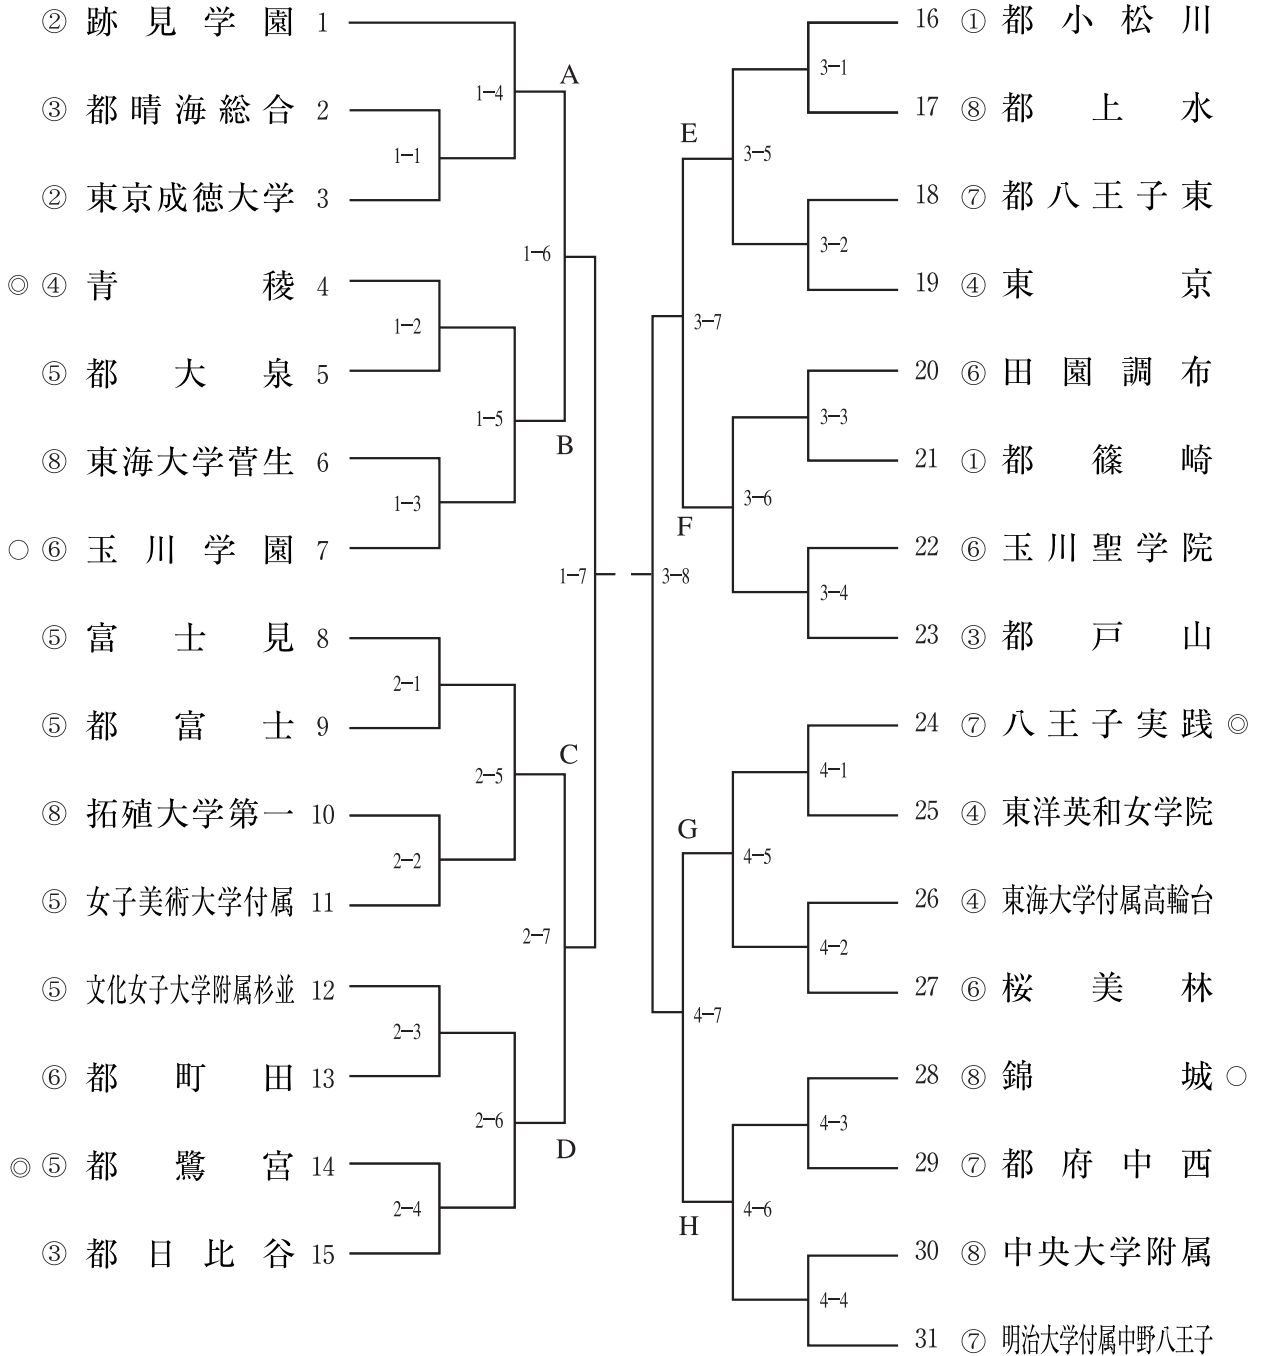 ② 跡見学園 1
③ 都晴海総合 2
② 東京成徳大学 3
◎ ④ 青稜 4
⑤ 都大泉 5
⑧ 東海大学菅生 6
○ ⑥ 玉川学園 7
⑤ 富士見 8
⑤ 都富士 9
⑧ 拓殖大学第一 10
⑤ 女子美術大学付属 11
⑤ 文化女子大学附属杉並 12
⑥ 都町田 13
◎ ⑤ 都鷺宮 14
③ 都日比谷 15
1-4
1-1
A
1-6
1-2
1-5
B
1-3
1-7
2-1
C
2-5
2-2
2-7
2-3
2-6
D
2-4
3-1
E
3-5
3-2
3-7
3-3
3-6
F
3-4
3-8
4-1
G
4-5
4-2
4-7
4-3
4-6
H
4-4
16 ① 都小松川
17 ⑧ 都上水
18 ⑦ 都八王子東
19 ④ 東京
20 ⑥ 田園調布
21 ① 都篠崎
22 ⑥ 玉川聖学院
23 ③ 都戸山
24 ⑦ 八王子実践 ◎
25 ④ 東洋英和女学院
26 ④ 東海大学付属高輪台
27 ⑥ 桜美林
28 ⑧ 錦城 ○
29 ⑦ 都府中西
30 ⑧ 中央大学附属
31 ⑦ 明治大学付属中野八王子